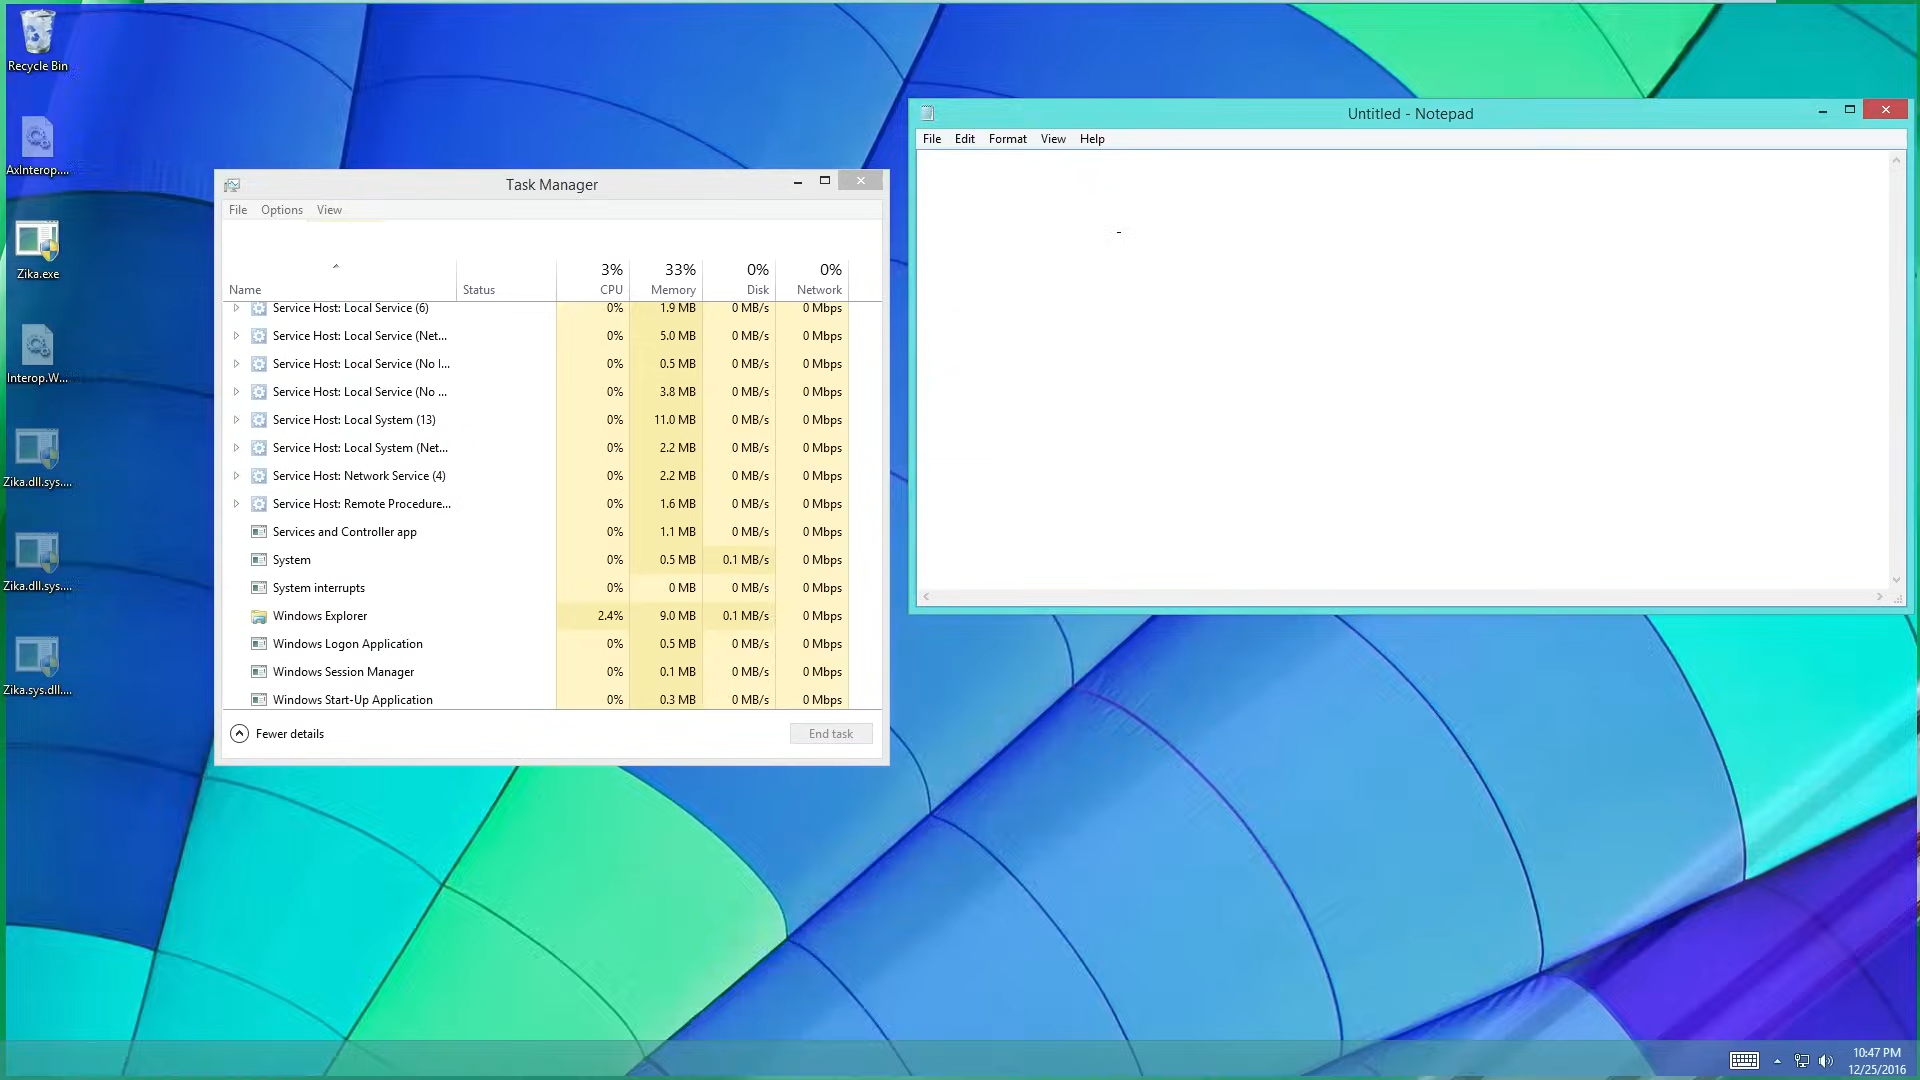 Recycle Bin
AxInterop....
Zika.exe
Interop.W...
Zika.dll.sys....
Zika.dll.sys....
Zika.sys.dll....
Task Manager
File Options View
3% 33% 0% 0%
Name Status CPU Memory Disk Network
Service Host: Local Service (6) 0% 1.9 MB 0 MB/s 0 Mbps
Service Host: Local Service (Net... 0% 5.0 MB 0 MB/s 0 Mbps
Service Host: Local Service (No I... 0% 0.5 MB 0 MB/s 0 Mbps
Service Host: Local Service (No ... 0% 3.8 MB 0 MB/s 0 Mbps
Service Host: Local System (13) 0% 11.0 MB 0 MB/s 0 Mbps
Service Host: Local System (Net... 0% 2.2 MB 0 MB/s 0 Mbps
Service Host: Network Service (4) 0% 2.2 MB 0 MB/s 0 Mbps
Service Host: Remote Procedure... 0% 1.6 MB 0 MB/s 0 Mbps
Services and Controller app 0% 1.1 MB 0 MB/s 0 Mbps
System 0% 0.5 MB 0.1 MB/s 0 Mbps
System interrupts 0% 0 MB 0 MB/s 0 Mbps
Windows Explorer 2.4% 9.0 MB 0.1 MB/s 0 Mbps
Windows Logon Application 0% 0.5 MB 0 MB/s 0 Mbps
Windows Session Manager 0% 0.1 MB 0 MB/s 0 Mbps
Windows Start-Up Application 0% 0.3 MB 0 MB/s 0 Mbps
Fewer details End task
Untitled - Notepad
File Edit Format View Help
10:47 PM
12/25/2016